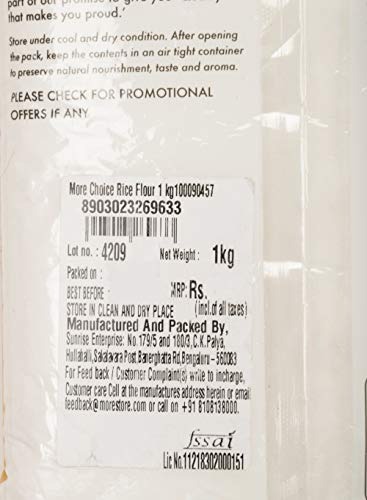 part of our promise to give you
that makes you proud.'
Store under cool and dry condition. After opening
the pack, keep the contents in an air tight container
to preserve natural nourishment, taste and aroma.
PLEASE CHECK FOR PROMOTIONAL
OFFERS IF ANY
More Choice Rice Flour 1 kg100090457
8903023269633
Lot no.: 4209 Net Weight: 1kg
Packed on :
BEST BEFORE : MRP: Rs.
STORE IN CLEAN AND DRY PLACE (incl.of all taxes)
Manufactured And Packed By,
Sunrise Enterprise: No.179/5 and 180/3,C.K.Palya,
Hullahalli,Sakalavara Post,Banerghatta Rd,Bengaluru - 560083
For Feed back / Customer Complaint(s) write to incharge,
Customer care Cell at the manufactures address herein or email
feedback@morestore.com or call on +91 8108138000.
fssai
Lic No.11218302000151